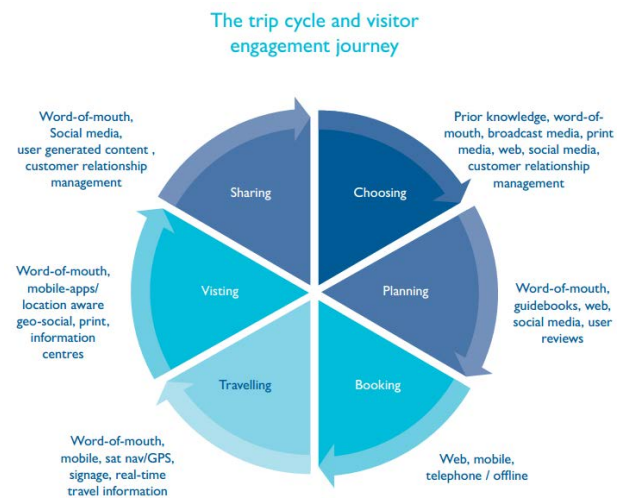 The trip cycle and visitor
engagement journey
Word-of-mouth,
Social media,
user generated content ,
customer relationship
management
Prior knowledge, word-of-
mouth, broadcast media, print
media, web, social media,
customer relationship
management
Sharing
Choosing
Word-of-mouth,
mobile-apps/
location aware
geo-social, print,
information
centres
Visting
Planning
Word-of-mouth,
guidebooks, web,
social media, user
reviews
Travelling
Booking
Word-of-mouth,
mobile, sat nav/GPS,
signage, real-time
travel information
Web, mobile,
telephone / offline